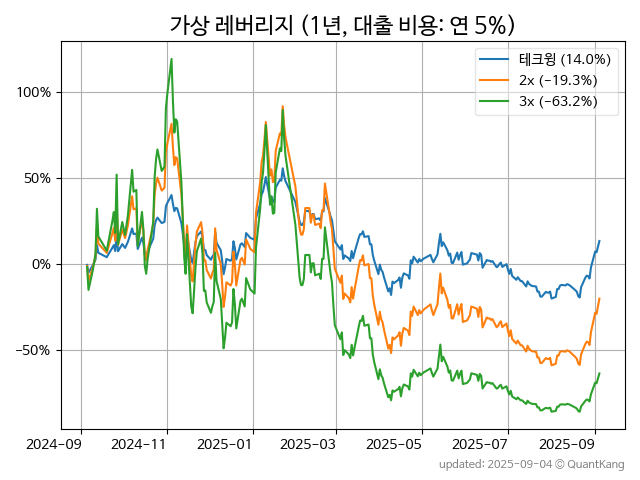 가상 레버리지 (1년, 대출 비용: 연 5%)
테크윙 (14.0%)
2x (−19.3%)
3x (−63.2%)
100%
50%
0%
−50%
2024−09 2024−11 2025−01 2025−03 2025−05 2025−07 2025−09
updated: 2025-09-04 © QuantKang